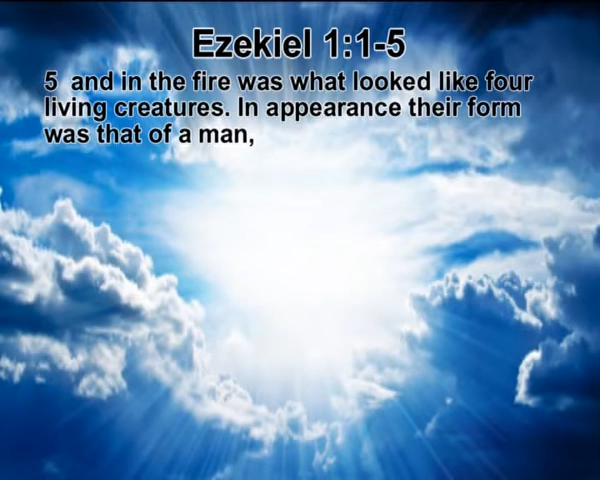 Ezekiel 1:1-5
5 and in the fire was what looked like four
living creatures. In appearance their form
was that of a man,